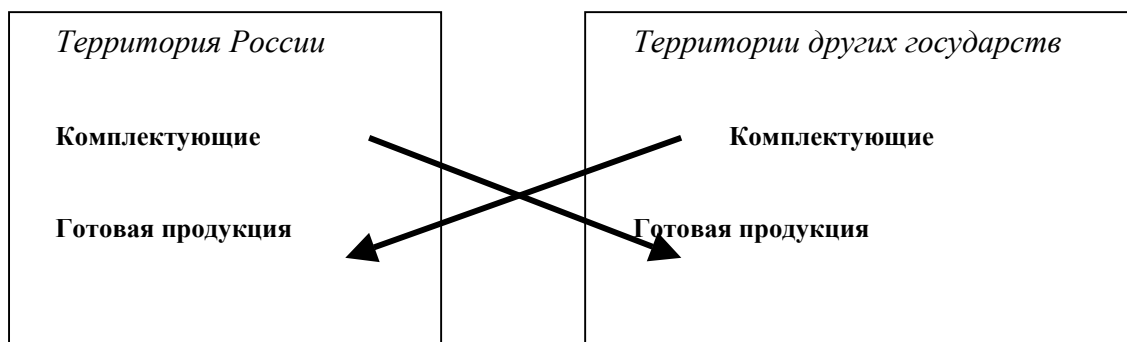 Территория России
Территории других государств
Комплектующие
Комплектующие
Готовая продукция
Готовая продукция